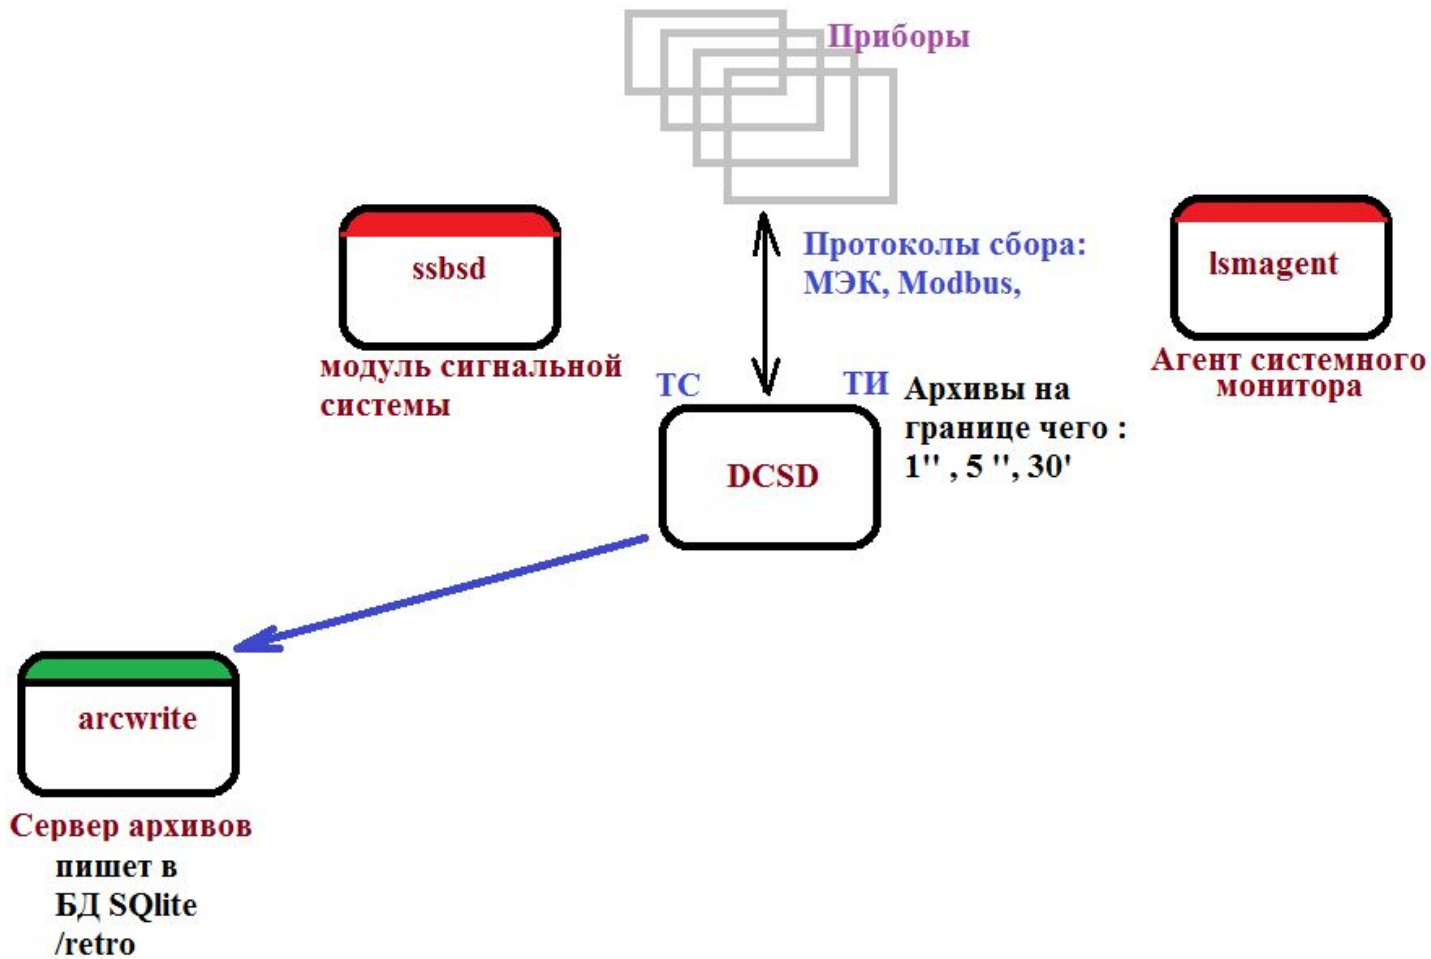 Приборы
ssbsd
lsmagent
Протоколы сбора:
МЭК, Modbus,
модуль сигнальной
системы
Агент системного
монитора
ТС
ТИ
Архивы на
границе чего :
1'' , 5 '', 30'
DCSD
arcwrite
Сервер архивов
пишет в
БД SQlite
/retro